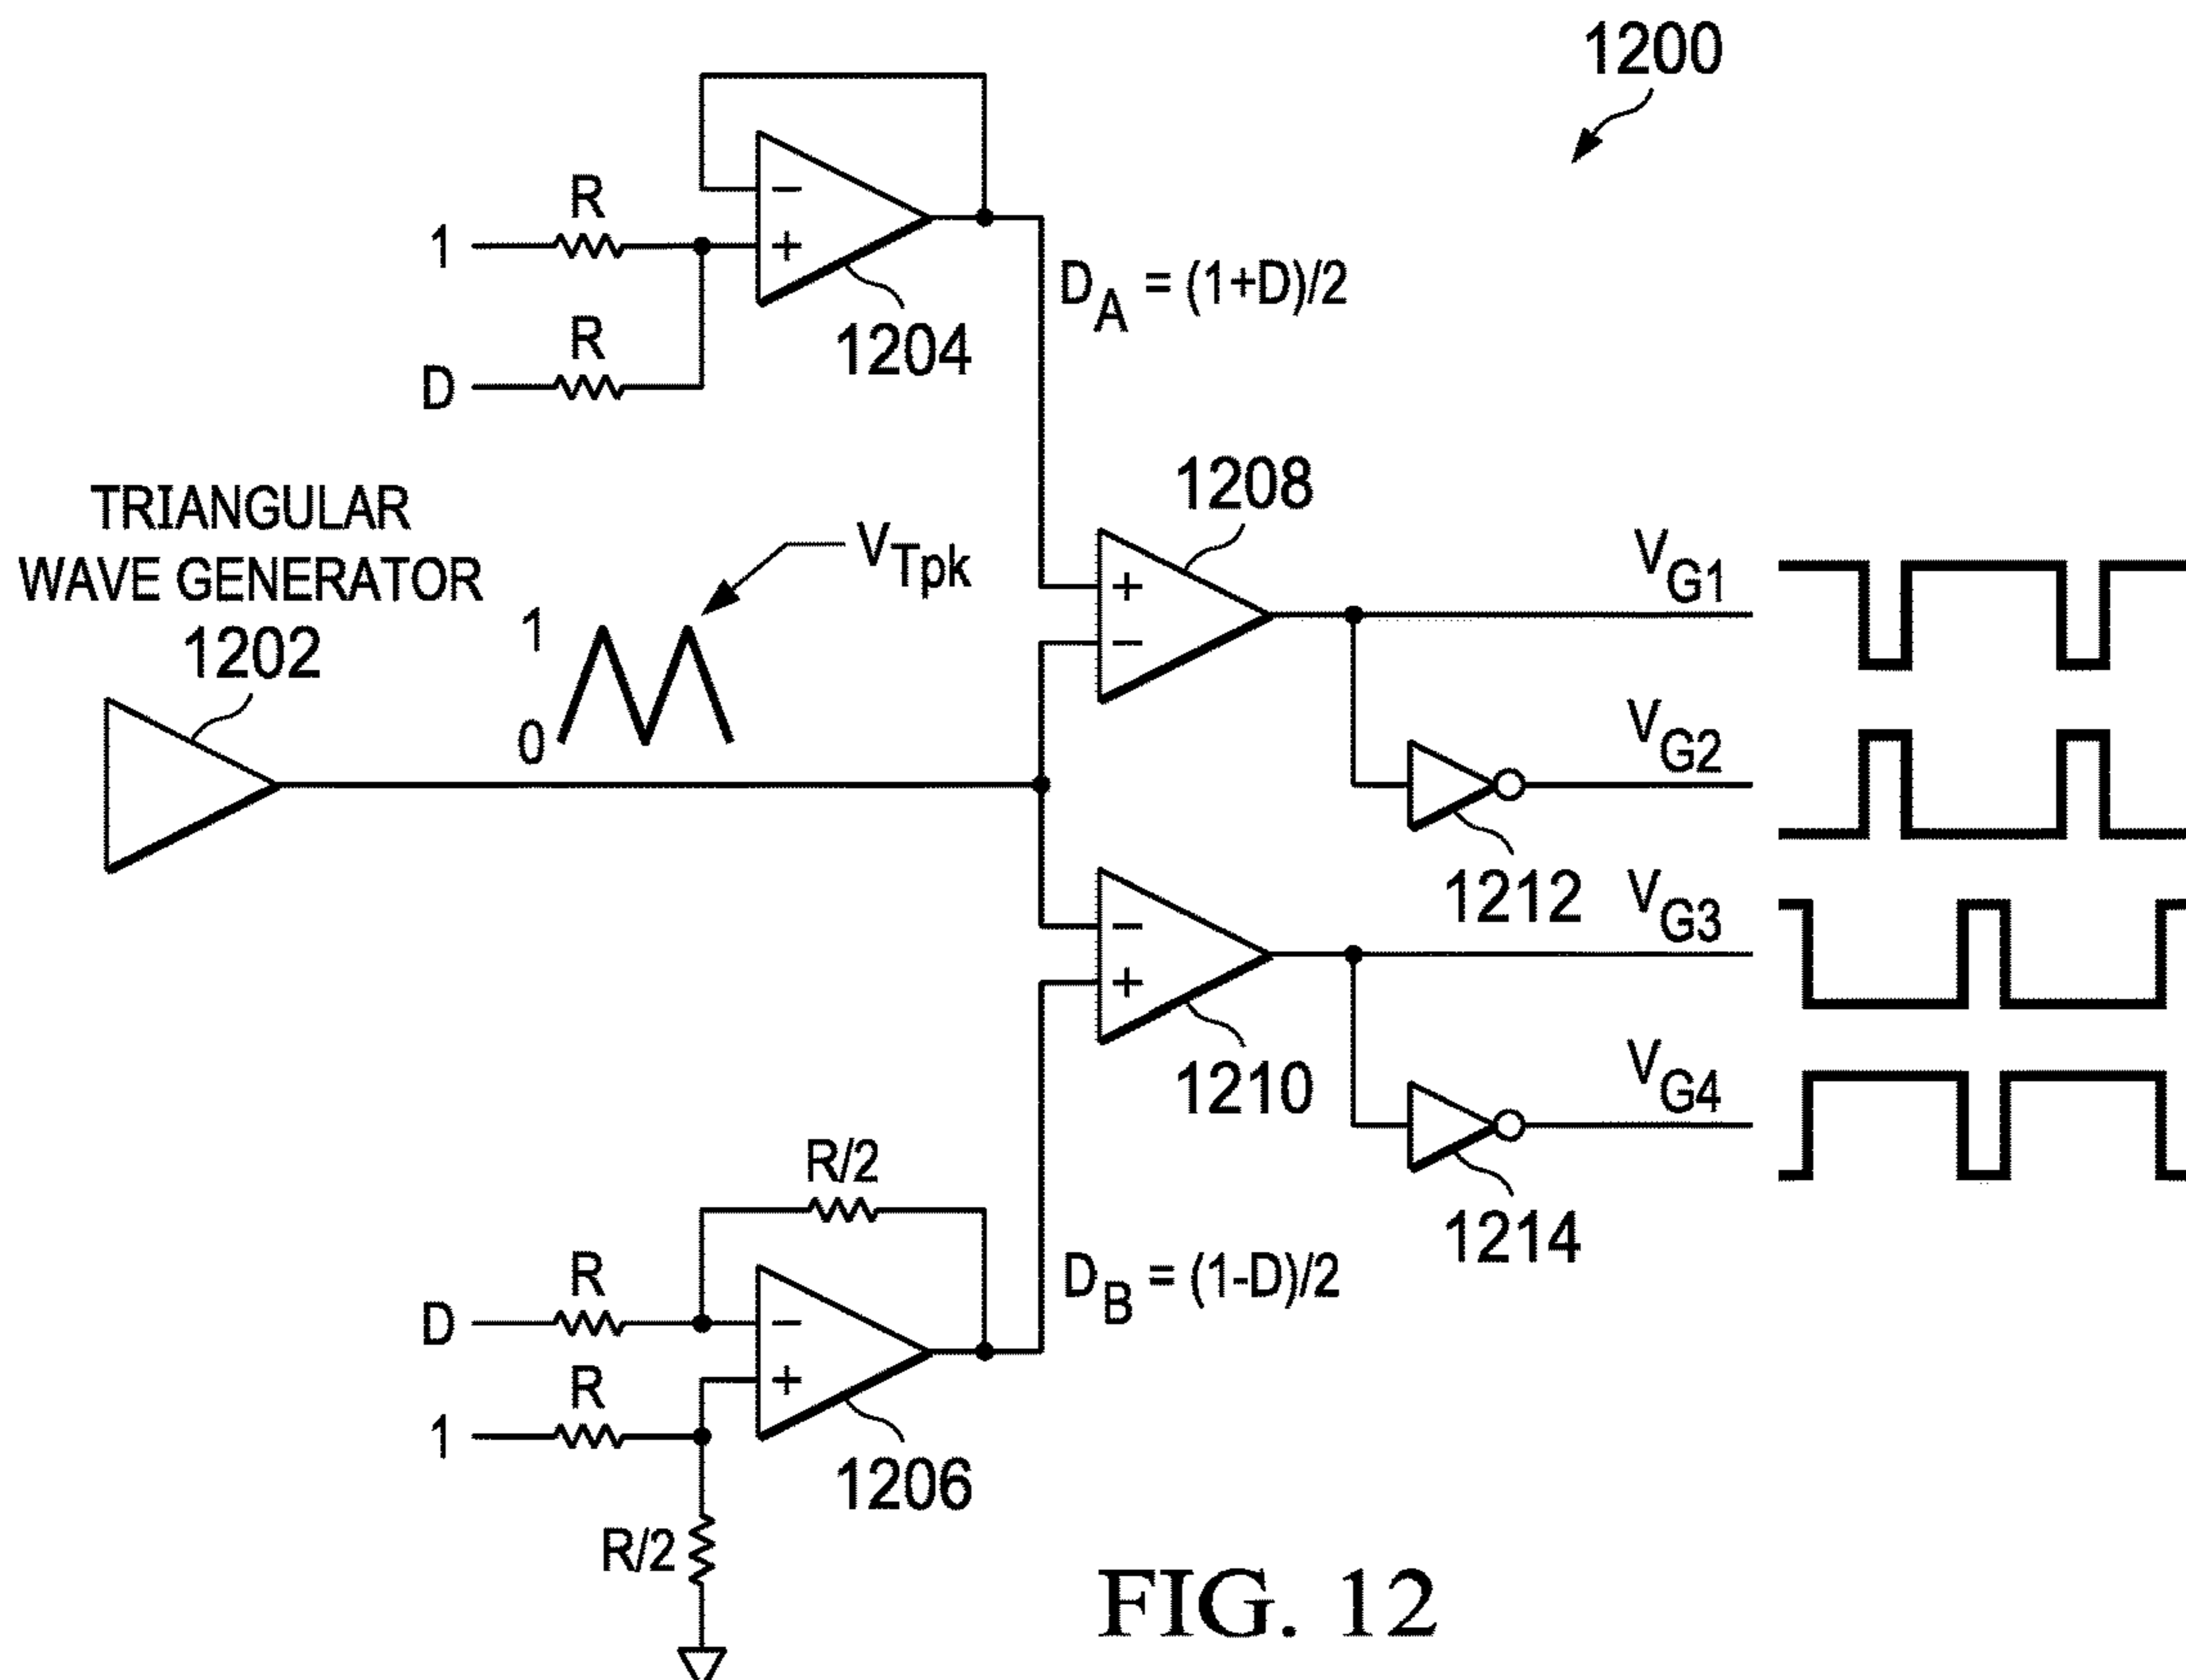 1200
R
1
R
D
−
+
1204
D_A = (1+D)/2
TRIANGULAR
WAVE GENERATOR
1202
1
0
V_Tpk
1208
+
−
V_G1
V_G2
1212
−
+
1210
V_G3
V_G4
1214
R/2
R
D
R
1
−
+
1206
R/2
D_B = (1-D)/2
FIG. 12